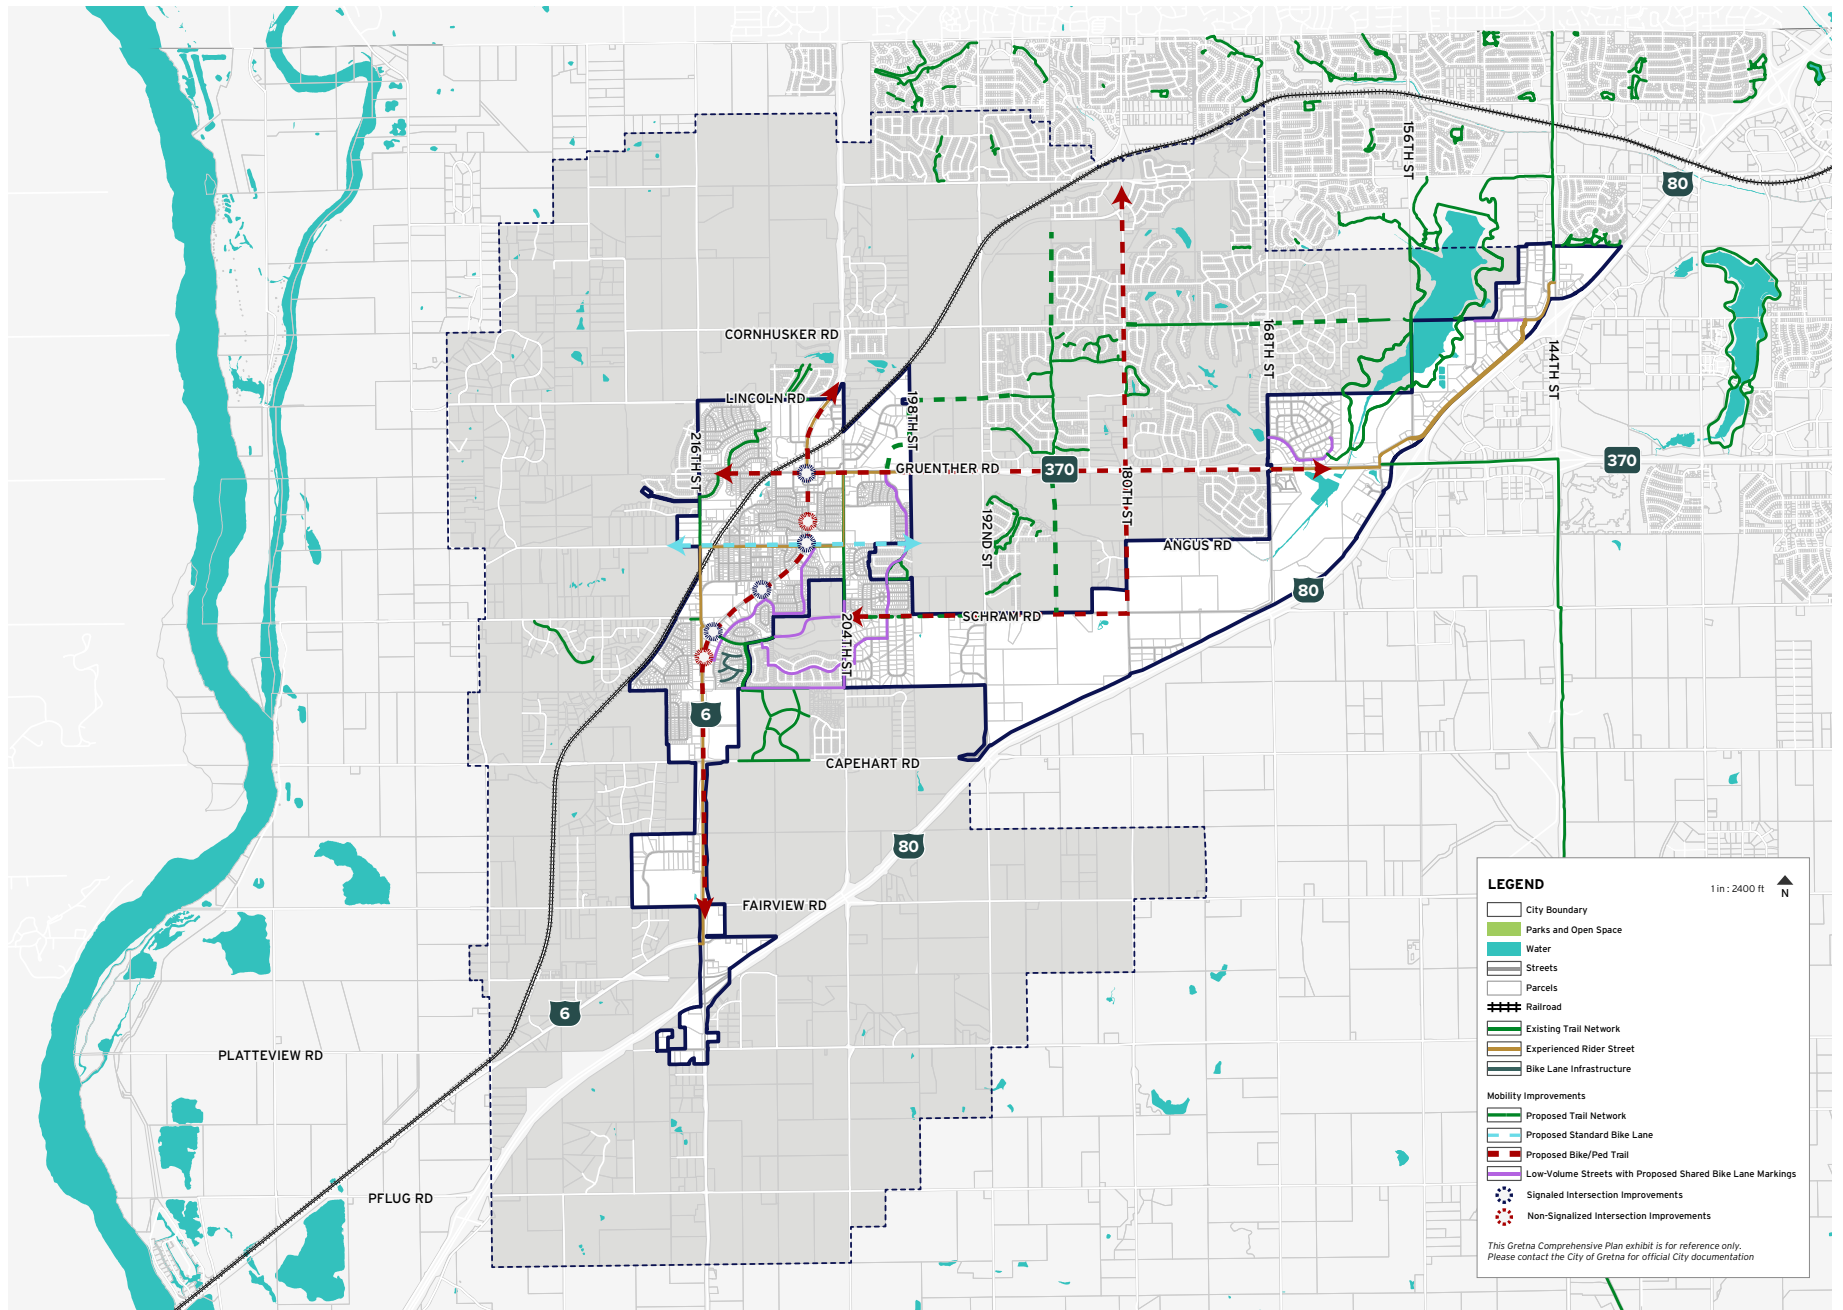 156TH ST
80
CORNHUSKER RD
168TH ST
144TH ST
LINCOLN RD
198TH ST
216TH ST
GRUENTHER RD
370
370
180TH ST
192ND ST
ANGUS RD
80
SCHRAM RD
204TH ST
6
CAPEHART RD
80
FAIRVIEW RD
6
PLATTEVIEW RD
PFLUG RD
LEGEND
1 in : 2400 ft
N
City Boundary
Parks and Open Space
Water
Streets
Parcels
Railroad
Existing Trail Network
Experienced Rider Street
Bike Lane Infrastructure
Mobility Improvements
Proposed Trail Network
Proposed Standard Bike Lane
Proposed Bike/Ped Trail
Low-Volume Streets with Proposed Shared Bike Lane Markings
Signaled Intersection Improvements
Non-Signalized Intersection Improvements
This Gretna Comprehensive Plan exhibit is for reference only.
Please contact the City of Gretna for official City documentation